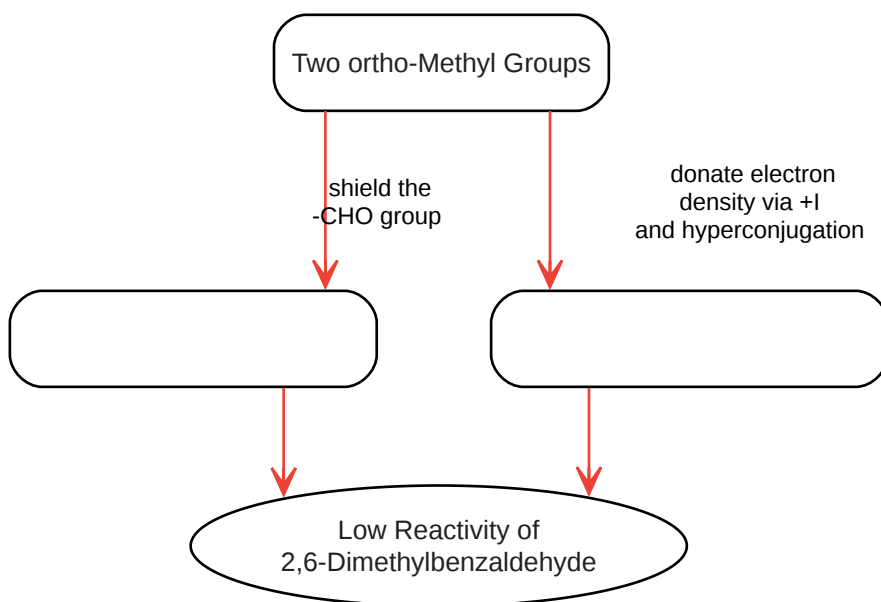 Two ortho-Methyl Groups
shield the
-CHO group
donate electron
density via +I
and hyperconjugation
Low Reactivity of
2,6-Dimethylbenzaldehyde